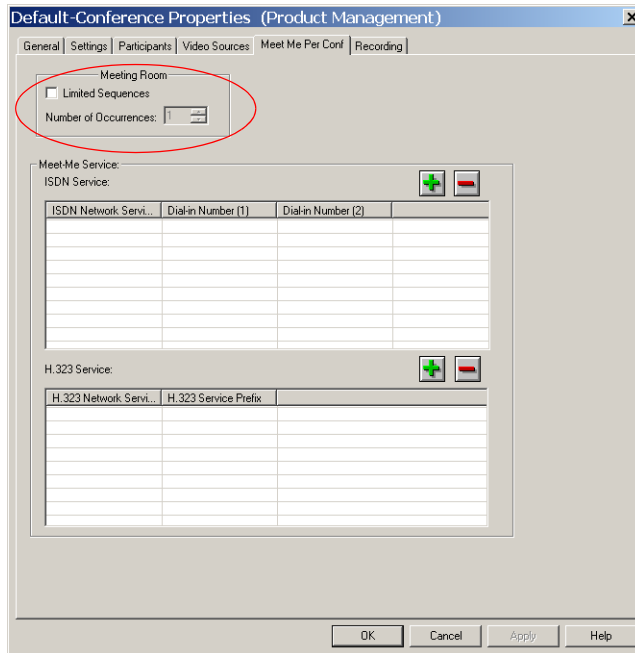 Default-Conference Properties (Product Management)
General Settings Participants Video Sources Meet Me Per Conf Recording
Meeting Room
Limited Sequences
Number of Occurrences: 1
Meet-Me Service:
ISDN Service:
ISDN Network Servi... Dial-in Number (1) Dial-in Number (2)
H.323 Service:
H.323 Network Servi... H.323 Service Prefix
OK Cancel Apply Help